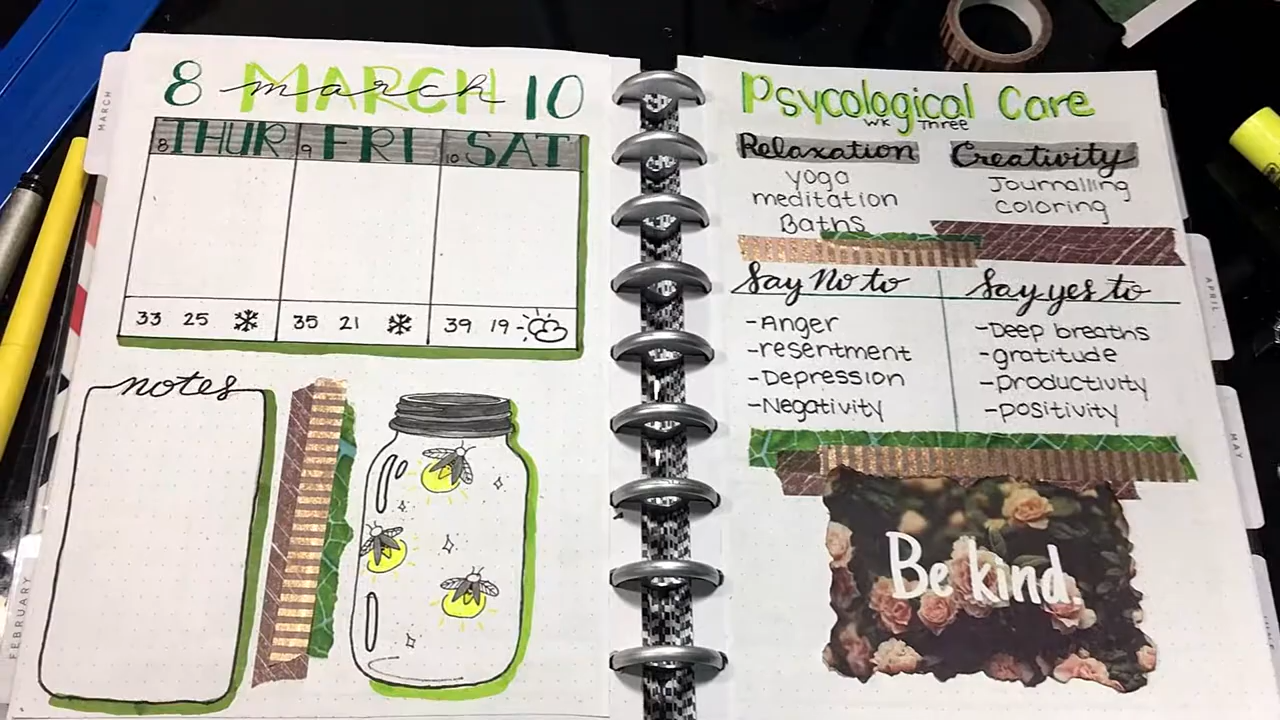 8 MARCH march 10
8 THUR 9 FRI 10 SAT
33 25 35 21 39 19
notes
Psycological Care
WK Three
Relaxation
yoga
meditation
Baths
Creativity
Journalling
coloring
Say No to
-Anger
-resentment
-Depression
-Negativity
Say yes to
-Deep breaths
-gratitude
-productivity
-positivity
Be kind.
MARCH
FEBRUARY
APRIL
MAY